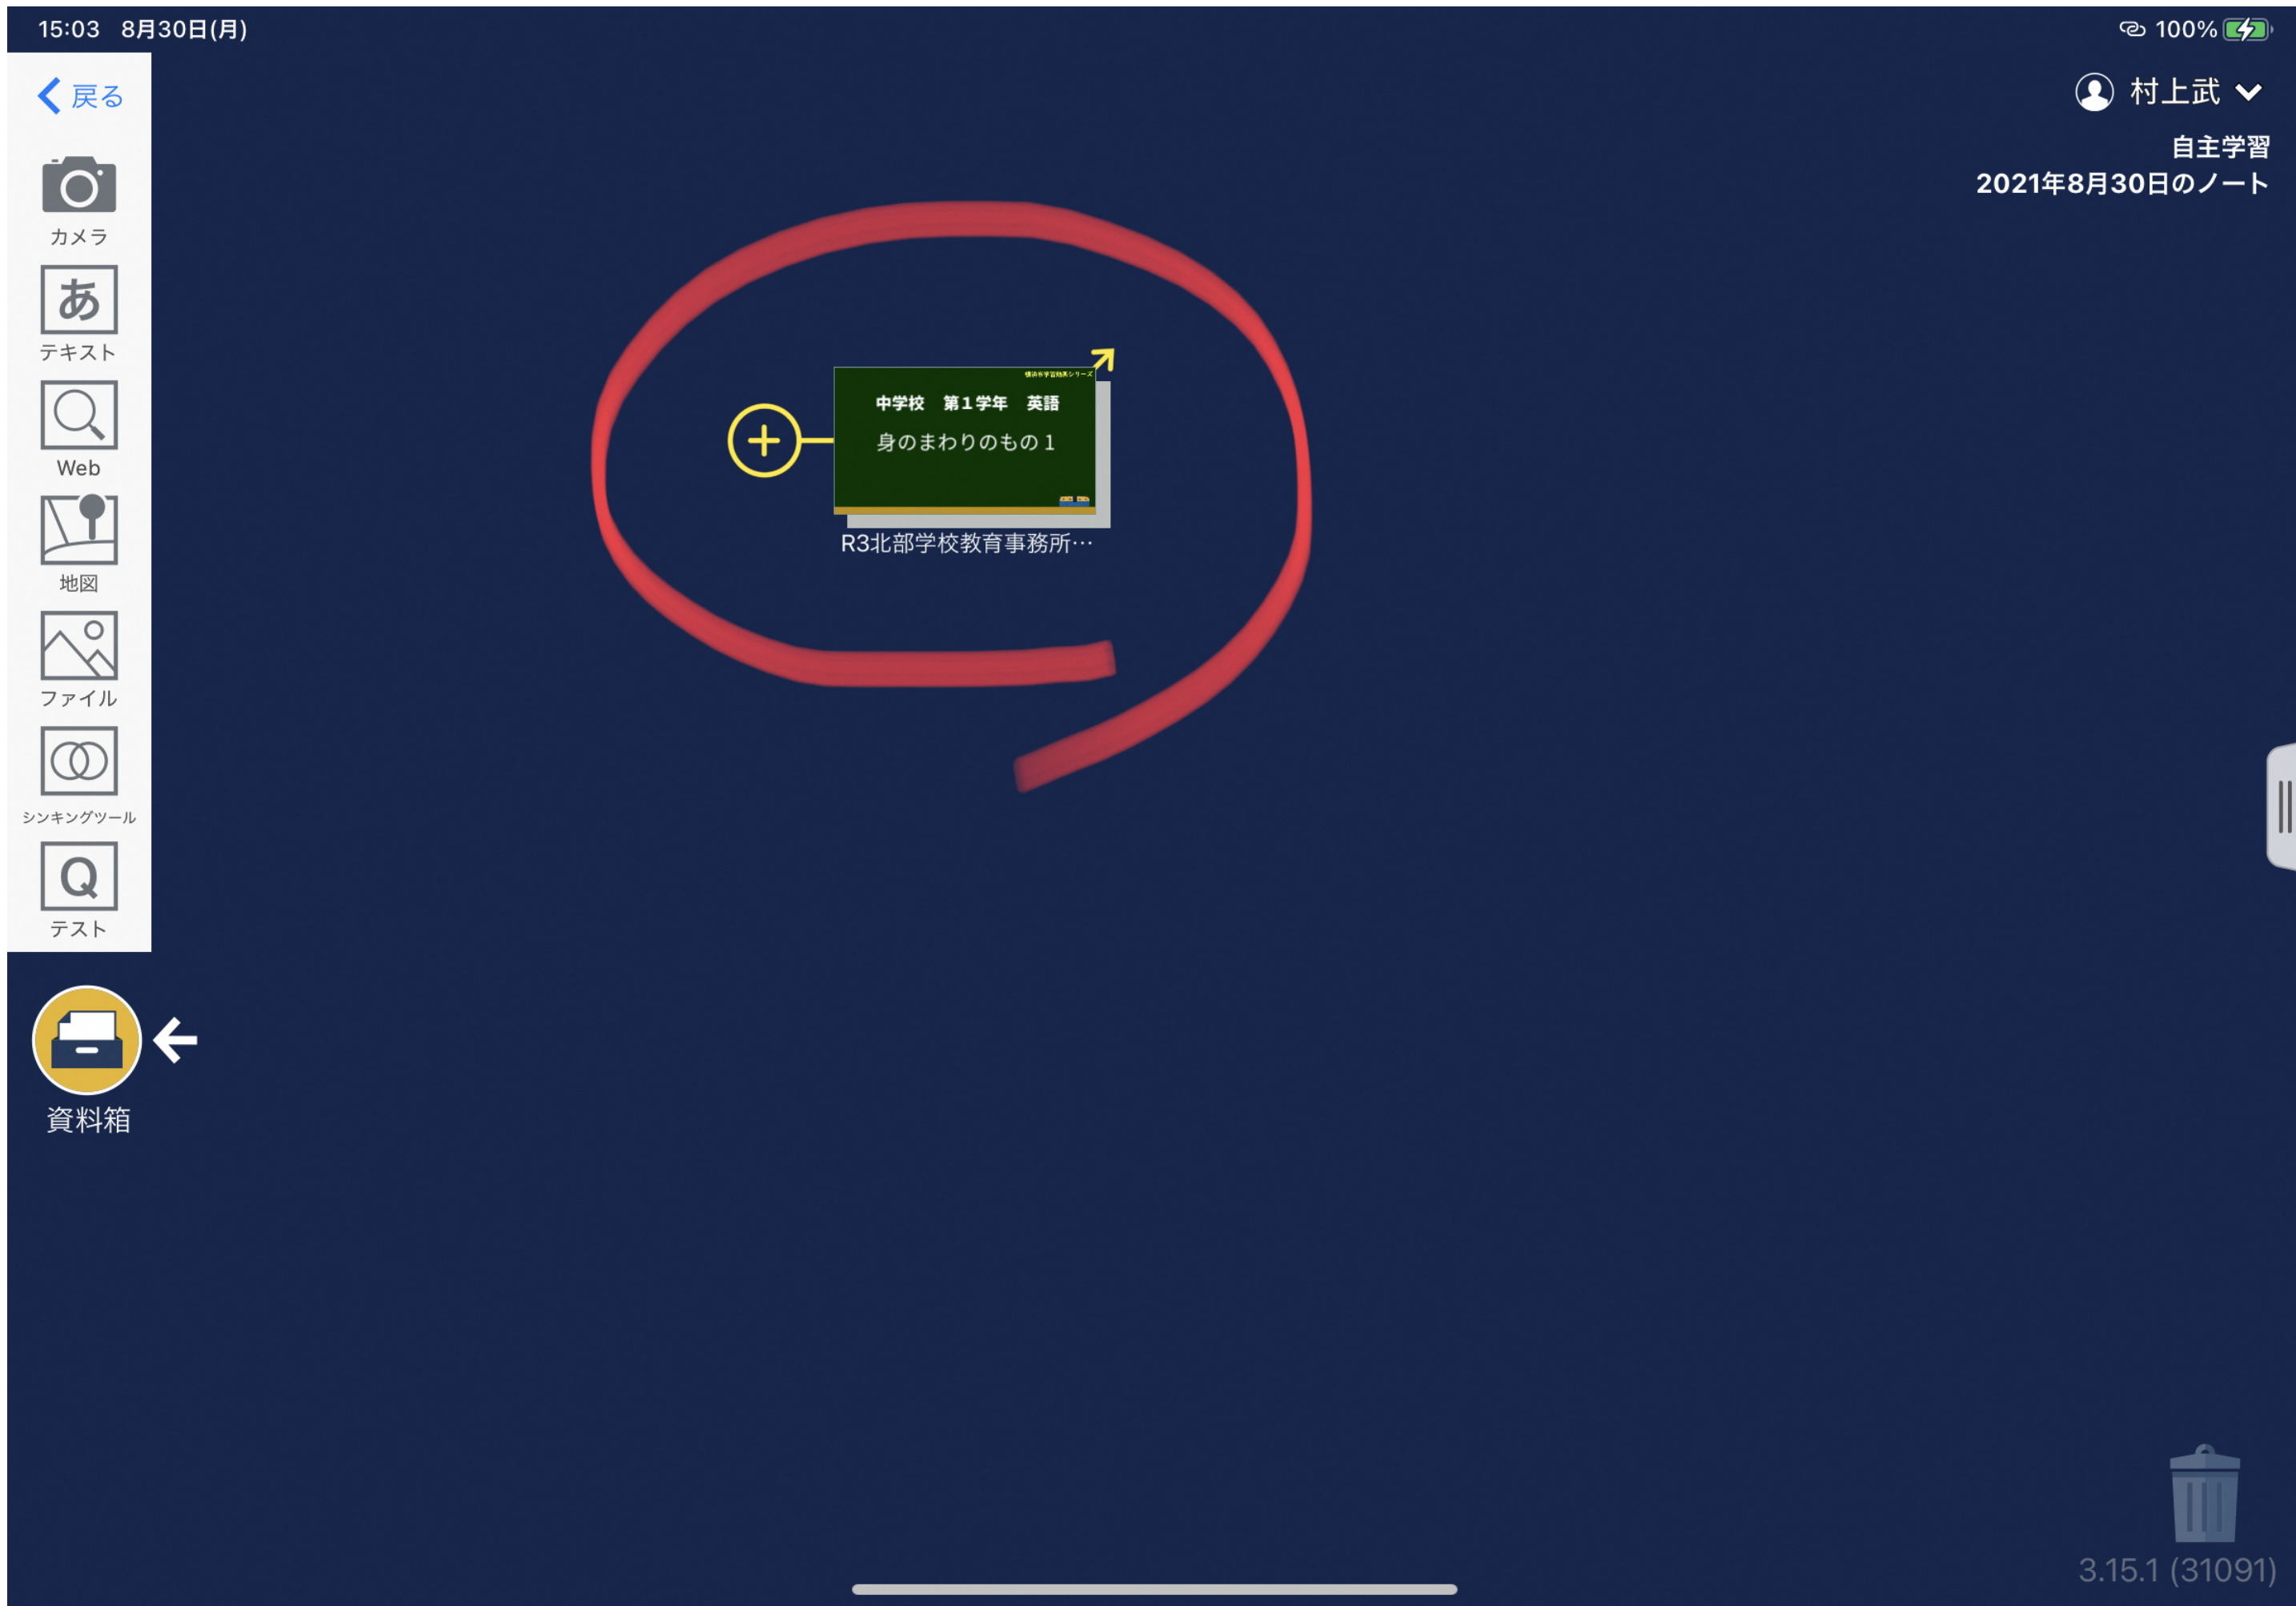 15:03 8月30日(月)
100%
戻る
村上武
自主学習
2021年8月30日のノート
カメラ
あ
テキスト
Web
地図
ファイル
シンキングツール
Q
テスト
資料箱
中学校　第1学年　英語
身のまわりのもの1
R3北部学校教育事務所…
3.15.1 (31091)